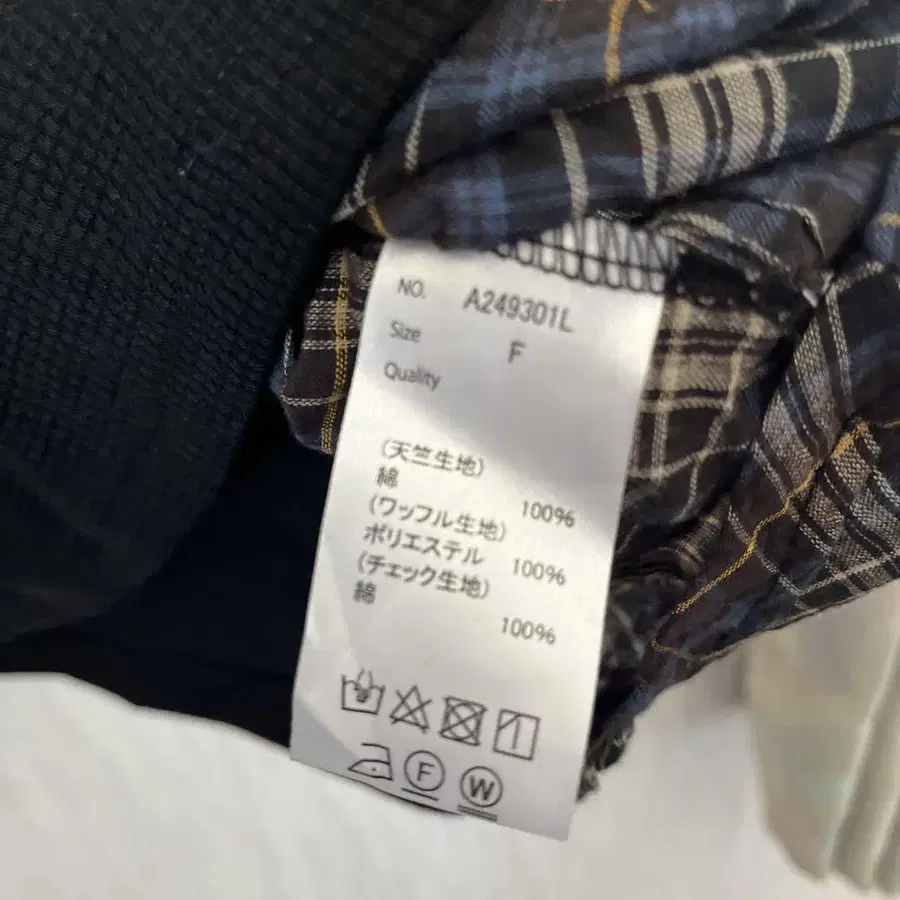 NO. A249301L
Size F
Quality
(天竺生地)
綿 100%
(ワッフル生地)
ポリエステル 100%
(チェック生地)
綿 100%
F W